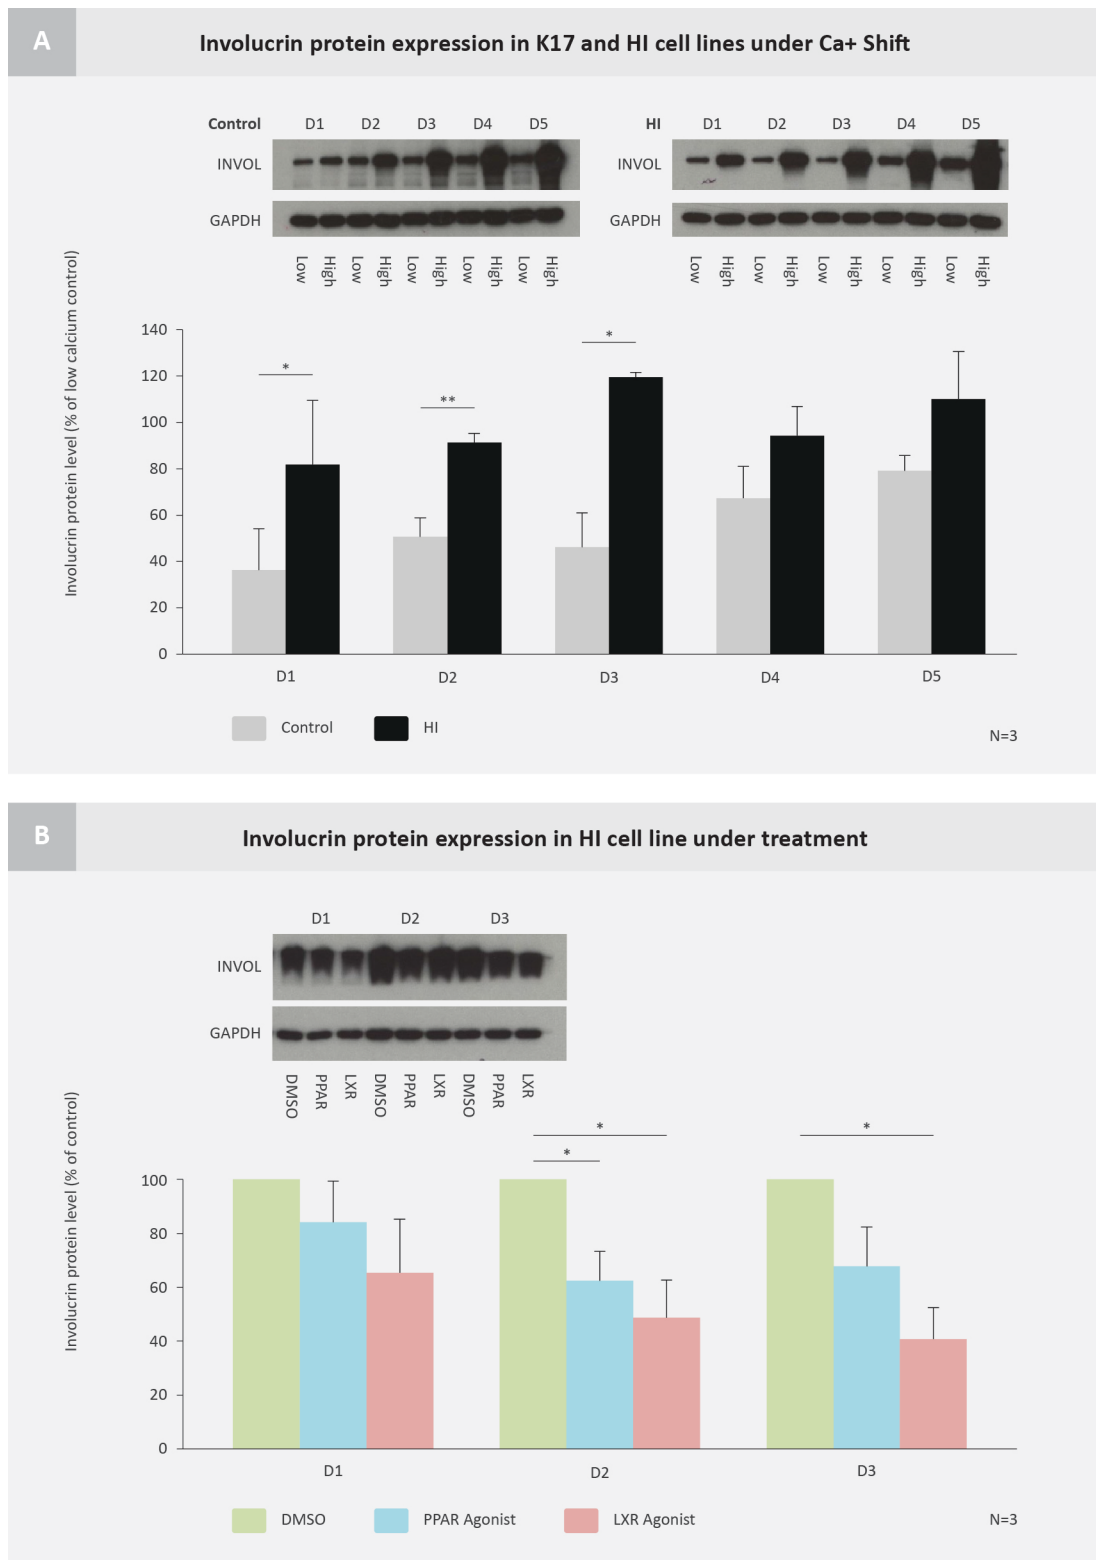 A
Involucrin protein expression in K17 and HI cell lines under Ca+ Shift
Control D1 D2 D3 D4 D5
INVOL
GAPDH
Low High Low High Low High Low High Low High
HI D1 D2 D3 D4 D5
INVOL
GAPDH
Low High Low High Low High Low High Low High
Involucrin protein level (% of low calcium control)
140
120
100
80
60
40
20
0
*
**
*
D1 D2 D3 D4 D5
Control HI
N=3
B
Involucrin protein expression in HI cell line under treatment
D1 D2 D3
INVOL
GAPDH
DMSO PPAR LXR DMSO PPAR LXR DMSO PPAR LXR
Involucrin protein level (% of control)
100
80
60
40
20
0
*
*
*
D1 D2 D3
DMSO PPAR Agonist LXR Agonist
N=3